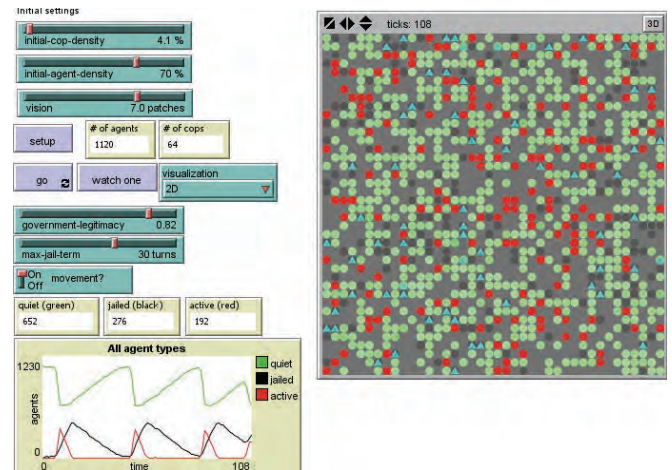 Initial settings
initial-cop-density 4.1 %
initial-agent-density 70 %
vision 7.0 patches
setup
# of agents
1120
# of cops
64
go
watch one
visualization
2D
government-legitimacy 0.82
max-jail-term 30 turns
On
Off
movement?
quiet (green)
652
jailed (black)
276
active (red)
192
All agent types
1230
agents
0
0
time
108
quiet
jailed
active
ticks: 108
3D